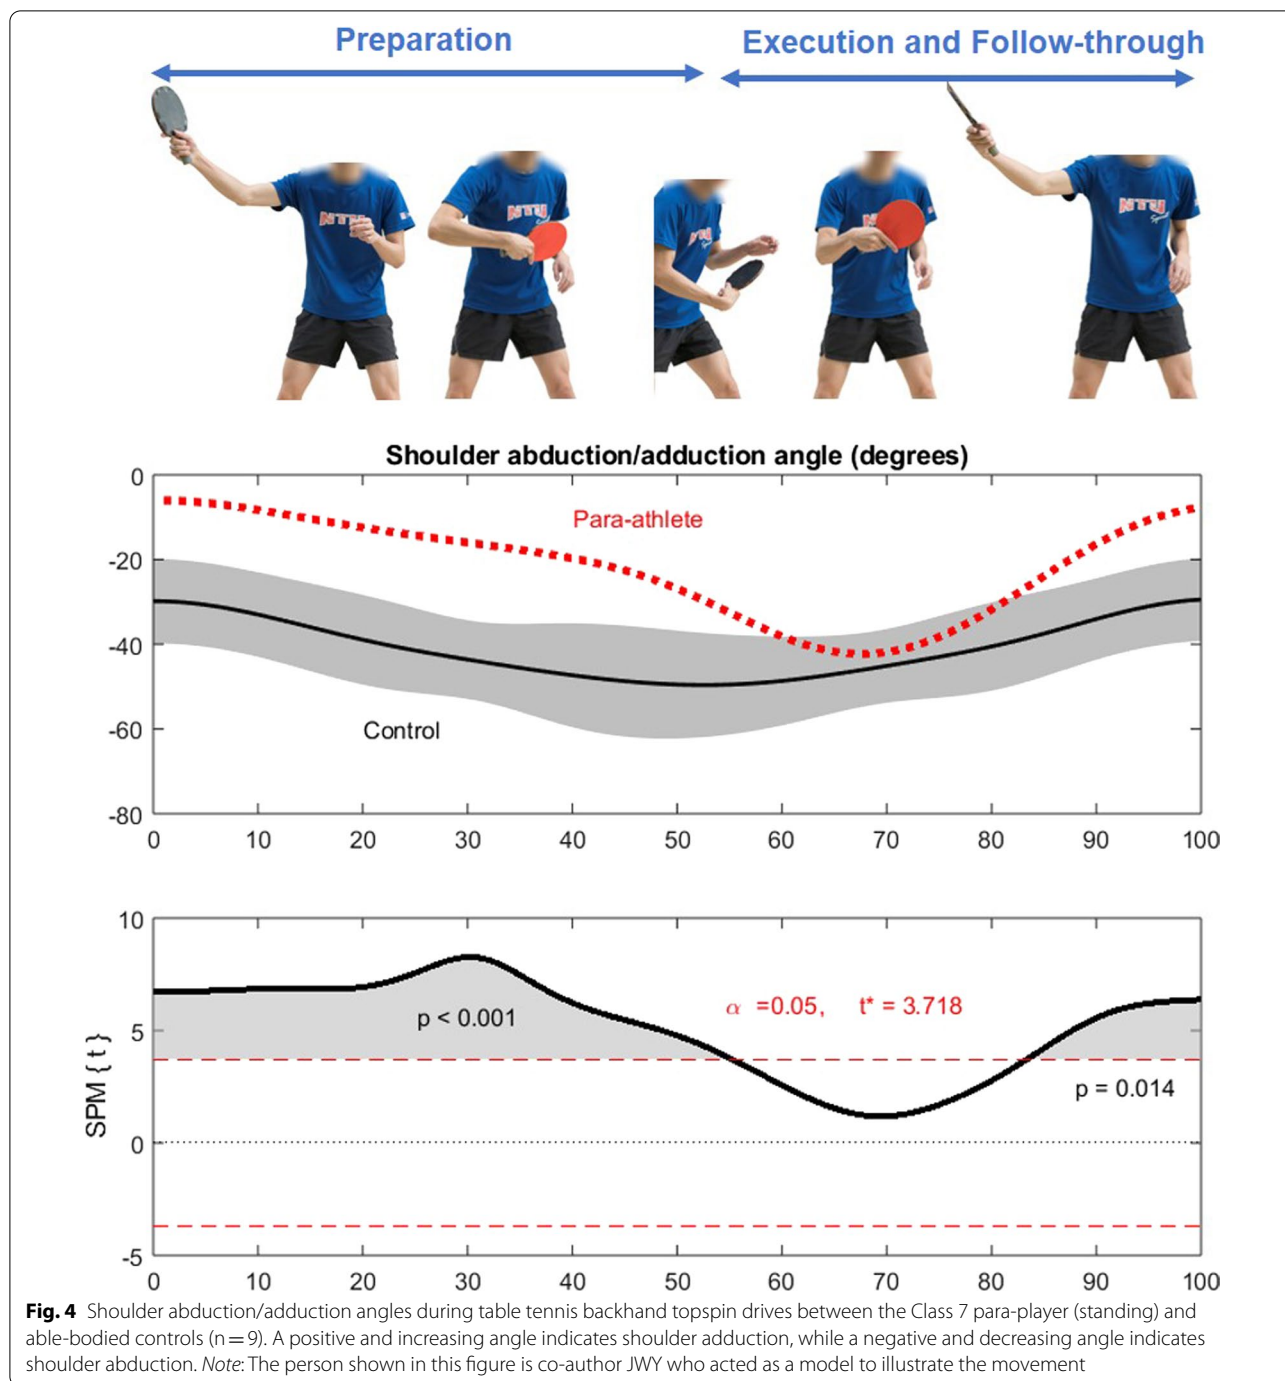 Preparation
Execution and Follow-through
NTU
NTU
NTU
Shoulder abduction/adduction angle (degrees)
0
-20
-40
-60
-80
Para-athlete
Control
0 10 20 30 40 50 60 70 80 90 100
10
5
0
-5
SPM { t }
p < 0.001
α =0.05, t* = 3.718
p = 0.014
0 10 20 30 40 50 60 70 80 90 100
Fig. 4 Shoulder abduction/adduction angles during table tennis backhand topspin drives between the Class 7 para-player (standing) and
able-bodied controls (n = 9). A positive and increasing angle indicates shoulder adduction, while a negative and decreasing angle indicates
shoulder abduction. Note: The person shown in this figure is co-author JWY who acted as a model to illustrate the movement